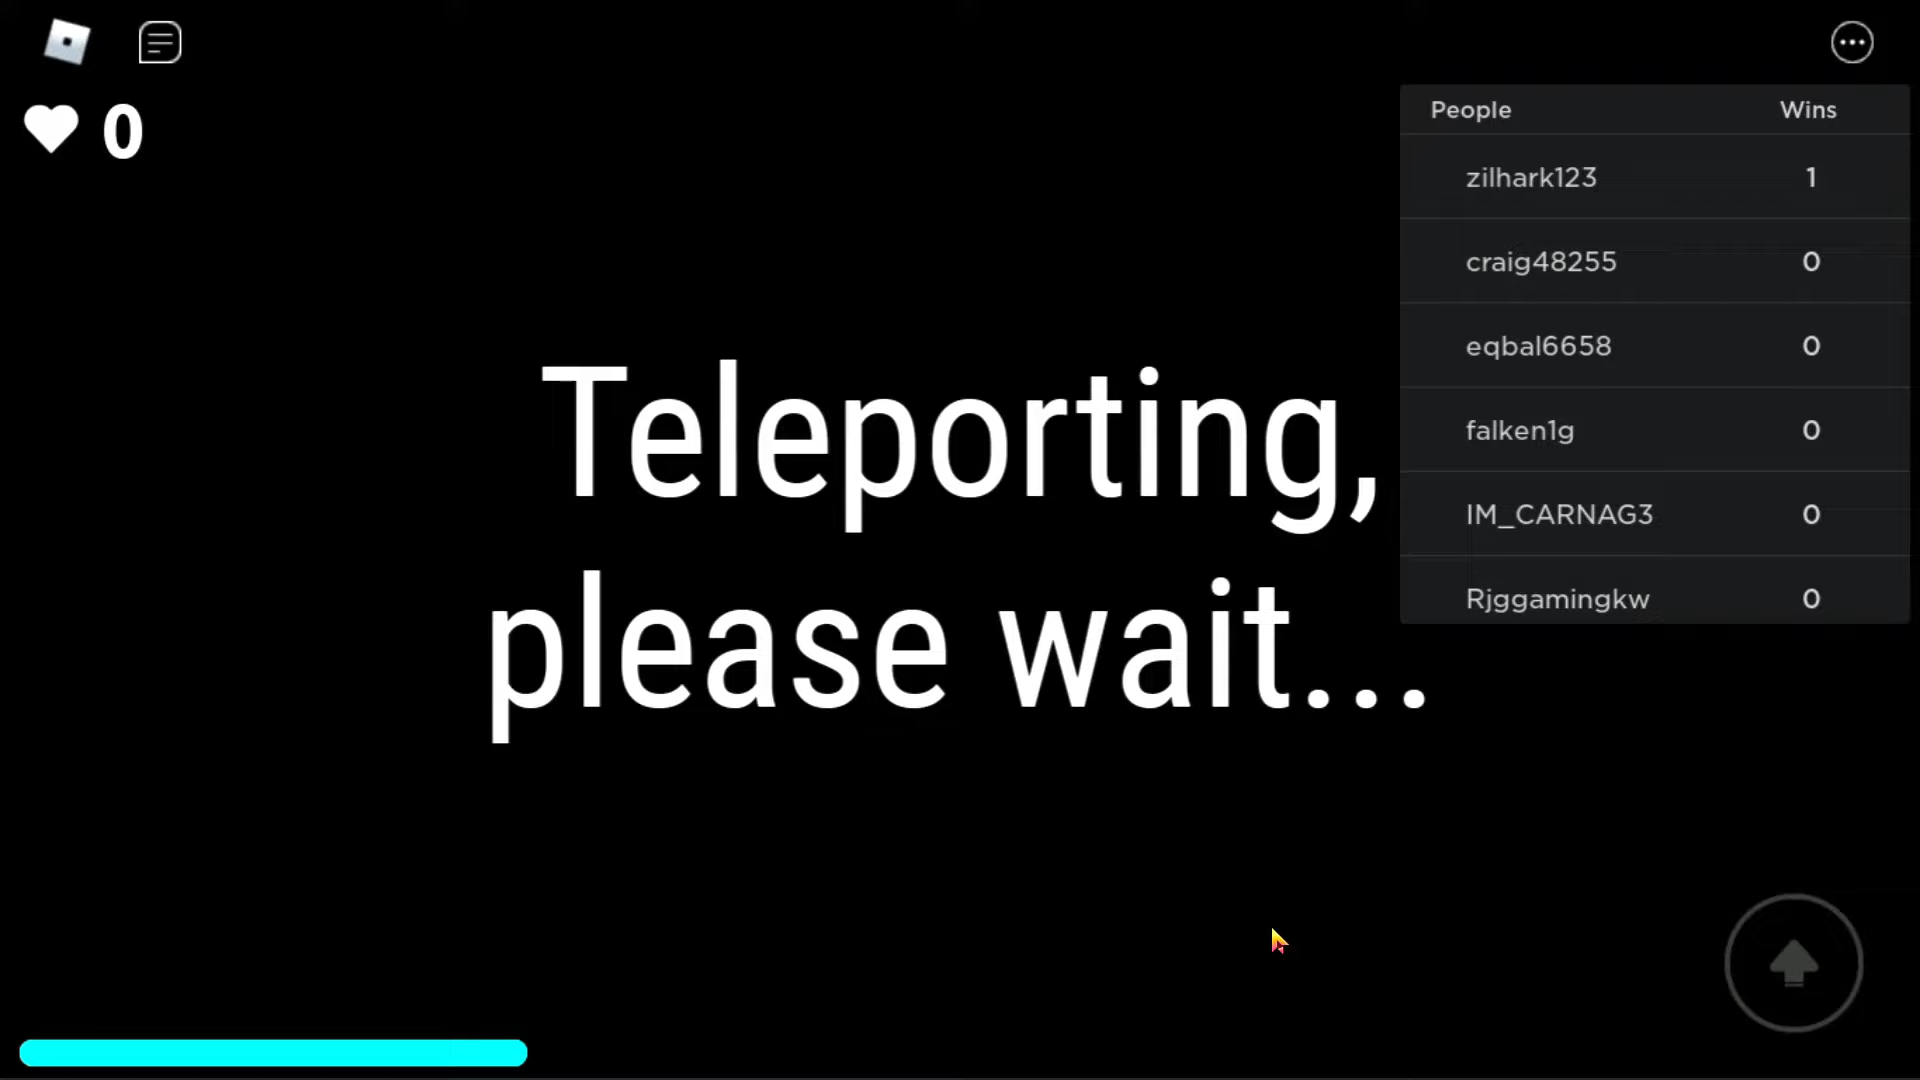 0
People Wins
zilhark123 1
craig48255 0
eqbal6658 0
falken1g 0
IM_CARNAG3 0
Rjggamingkw 0
Teleporting,
please wait...